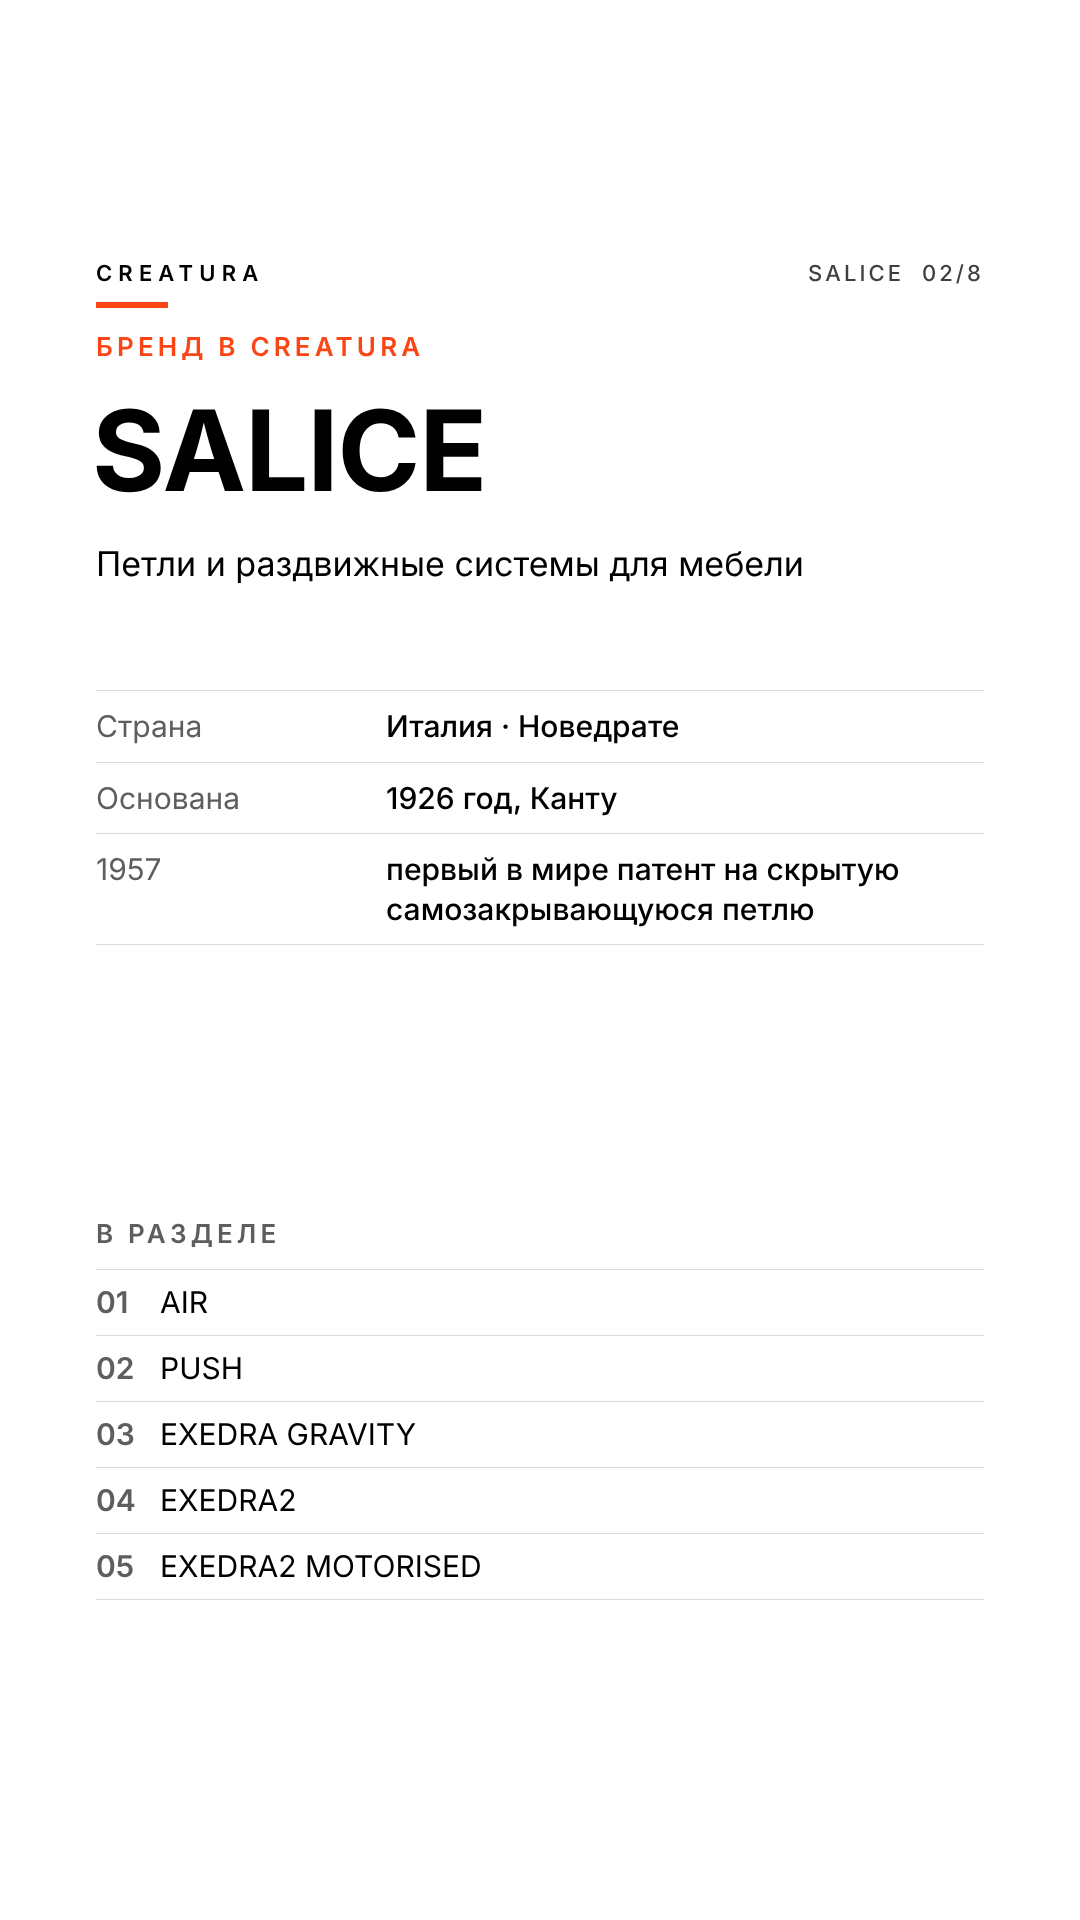 CREATURA
SALICE 02/8
БРЕНД В CREATURA
SALICE
Петли и раздвижные системы для мебели
Страна Италия · Новедрате
Основана 1926 год, Канту
1957 первый в мире патент на скрытую
самозакрывающуюся петлю
В РАЗДЕЛЕ
01 AIR
02 PUSH
03 EXEDRA GRAVITY
04 EXEDRA2
05 EXEDRA2 MOTORISED